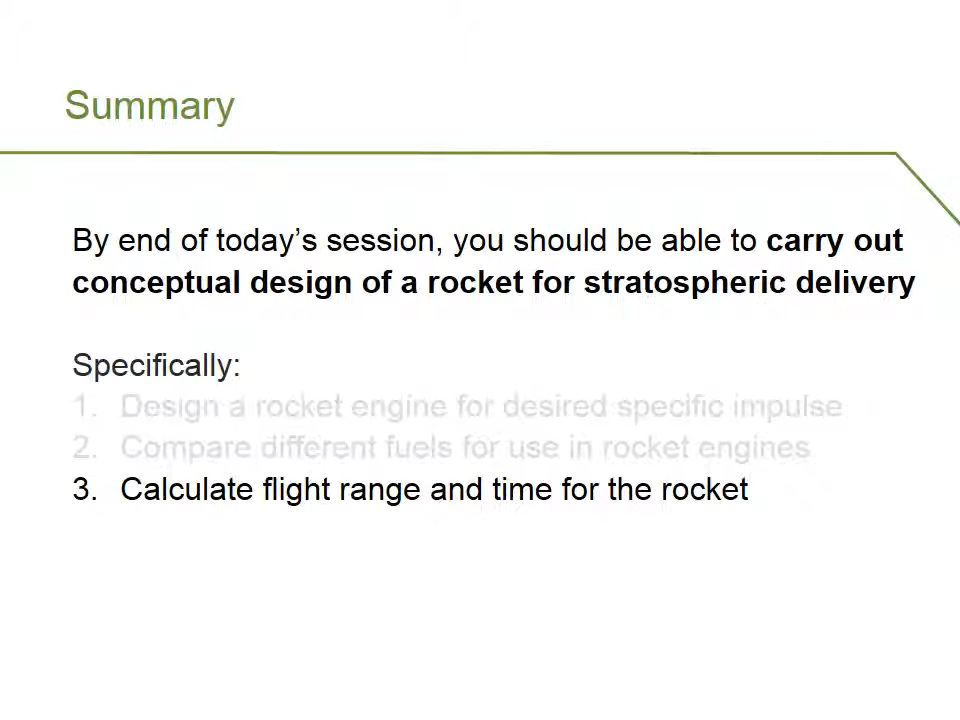 Summary
By end of today’s session, you should be able to carry out
conceptual design of a rocket for stratospheric delivery
Specifically:
1. Design a rocket engine for desired specific impulse
2. Compare different fuels for use in rocket engines
3. Calculate flight range and time for the rocket